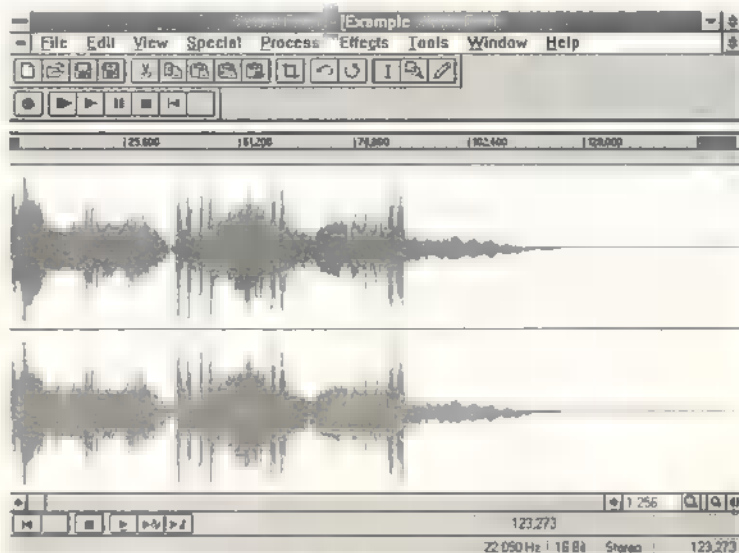 [Example
File Edit View Special Process Effects Tools Window Help
25,600 51,200 76,800 102,400 128,000
1:256
123,273
22,050 Hz 16 Bit Stereo 123,273